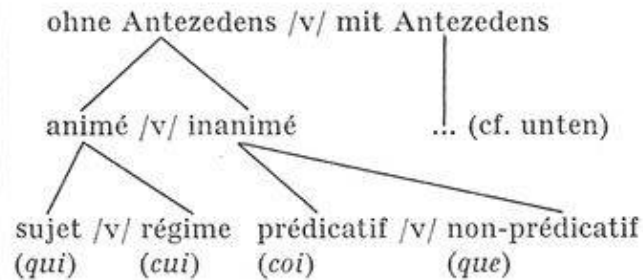 ohne Antezedens /v/ mit Antezedens
animé /v/ inanimé ... (cf. unten)
sujet /v/ régime prédicatif /v/ non-prédicatif
(qui) (cui) (coi) (que)